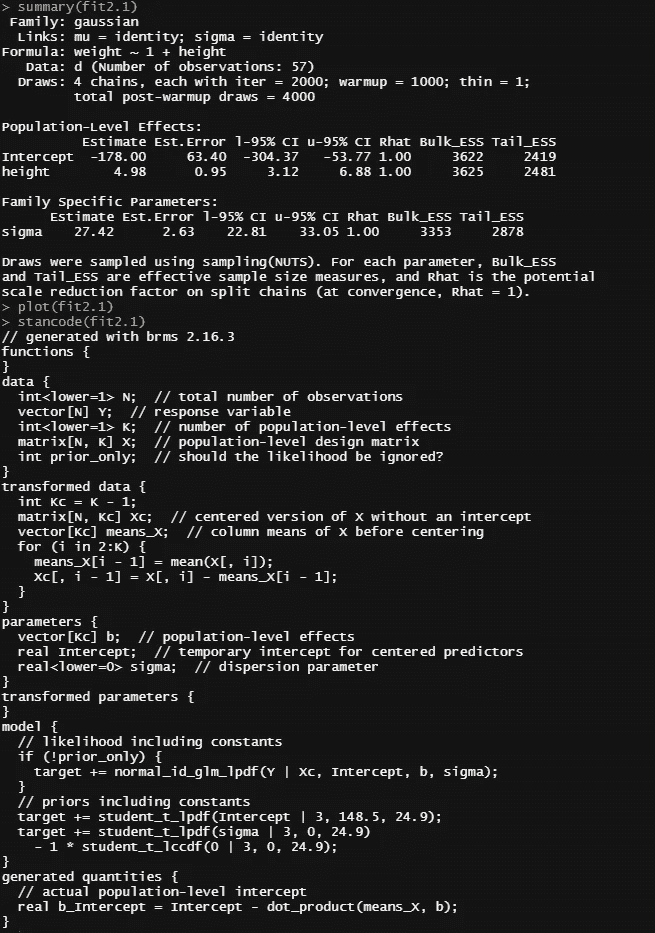 > summary(fit2.1)
 Family: gaussian
  Links: mu = identity; sigma = identity
Formula: weight ~ 1 + height
   Data: d (Number of observations: 57)
  Draws: 4 chains, each with iter = 2000; warmup = 1000; thin = 1;
         total post-warmup draws = 4000
Population-Level Effects:
          Estimate Est.Error l-95% CI u-95% CI Rhat Bulk_ESS Tail_ESS
Intercept  -178.00     63.40  -304.37   -53.77 1.00     3622     2419
height        4.98      0.95     3.12     6.88 1.00     3625     2481
Family Specific Parameters:
      Estimate Est.Error l-95% CI u-95% CI Rhat Bulk_ESS Tail_ESS
sigma    27.42      2.63    22.81    33.05 1.00     3353     2878
Draws were sampled using sampling(NUTS). For each parameter, Bulk_ESS
and Tail_ESS are effective sample size measures, and Rhat is the potential
scale reduction factor on split chains (at convergence, Rhat = 1).
> plot(fit2.1)
> stancode(fit2.1)
// generated with brms 2.16.3
functions {
}
data {
  int<lower=1> N;  // total number of observations
  vector[N] Y;  // response variable
  int<lower=1> K;  // number of population-level effects
  matrix[N, K] X;  // population-level design matrix
  int prior_only;  // should the likelihood be ignored?
}
transformed data {
  int Kc = K - 1;
  matrix[N, Kc] Xc;  // centered version of X without an intercept
  vector[Kc] means_X;  // column means of X before centering
  for (i in 2:K) {
    means_X[i - 1] = mean(X[, i]);
    Xc[, i - 1] = X[, i] - means_X[i - 1];
  }
}
parameters {
  vector[Kc] b;  // population-level effects
  real Intercept;  // temporary intercept for centered predictors
  real<lower=0> sigma;  // dispersion parameter
}
transformed parameters {
}
model {
  // likelihood including constants
  if (!prior_only) {
    target += normal_id_glm_lpdf(Y | Xc, Intercept, b, sigma);
  }
  // priors including constants
  target += student_t_lpdf(Intercept | 3, 148.5, 24.9);
  target += student_t_lpdf(sigma | 3, 0, 24.9)
    - 1 * student_t_lccdf(0 | 3, 0, 24.9);
}
generated quantities {
  // actual population-level intercept
  real b_Intercept = Intercept - dot_product(means_X, b);
}